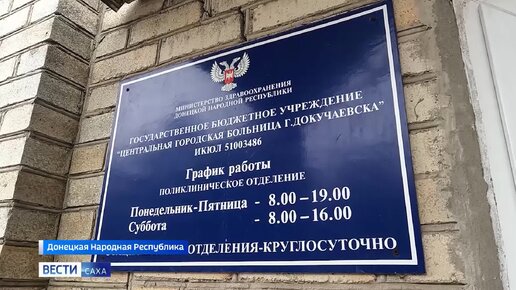 МИНИСТЕРСТВО ЗДРАВООХРАНЕНИЯ
ДОНЕЦКОЙ НАРОДНОЙ РЕСПУБЛИКИ
ГОСУДАРСТВЕННОЕ БЮДЖЕТНОЕ УЧРЕЖДЕНИЕ
"ЦЕНТРАЛЬНАЯ ГОРОДСКАЯ БОЛЬНИЦА Г.ДОКУЧАЕВСКА"
ИКЮЛ 51003486
График работы
ПОЛИКЛИНИЧЕСКОЕ ОТДЕЛЕНИЕ
Понедельник-Пятница - 8.00-19.00
Суббота - 8.00-16.00
ОТДЕЛЕНИЯ-КРУГЛОСУТОЧНО
Донецкая Народная Республика
ВЕСТИ САХА